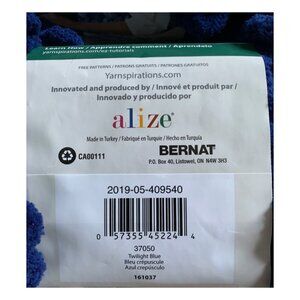 Learn How / Apprendre comment / Aprendato
yarnspirations.com/ez-tutorials
FREE PATTERNS / PATRONS GRATUITS / PATRONES GRATUITOS
Yarnspirations.com
Innovated and produced by / Innové et produit par /
Innovado y producido por
alize
Made in Turkey / Fabriqué en Turquie / Hecho en Turquía
CA00111
BERNAT
P.O. Box 40, Listowel, ON N4W 3H3
2019-05-409540
0 57355 45224 4
37050
Twilight Blue
Bleu crépuscule
Azul crepúsculo
161037